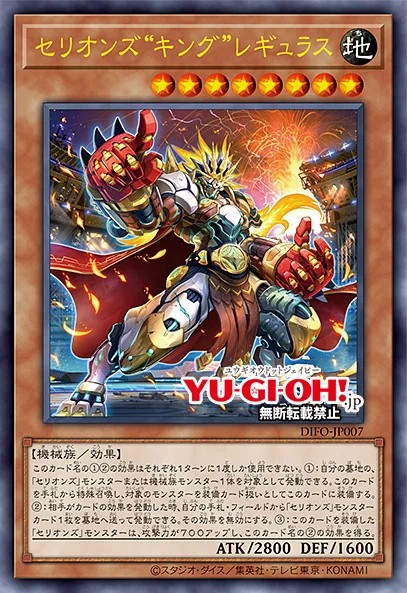 セリオンズ“キング”レギュラス
地
ユウギオウドットジェイピー
YU-GI-OH!.jp
無断転載禁止
DIFO-JP007
【機械族／効果】
このカード名の①②の効果はそれぞれ1ターンに1度しか使用できない。①：自分の墓地の、
「セリオンズ」モンスターまたは機械族モンスター1体を対象として発動できる。このカード
を手札から特殊召喚し、対象のモンスターを装備カード扱いとしてこのカードに装備する。
②：相手がカードの効果を発動した時、自分の手札・フィールドから「セリオンズ」モンスター
カード1枚を墓地へ送って発動できる。その効果を無効にする。③：このカードを装備した
「セリオンズ」モンスターは、攻撃力が700アップし、このカード名の②の効果を得る。
ATK/2800 DEF/1600
©スタジオ・ダイス／集英社・テレビ東京・KONAMI